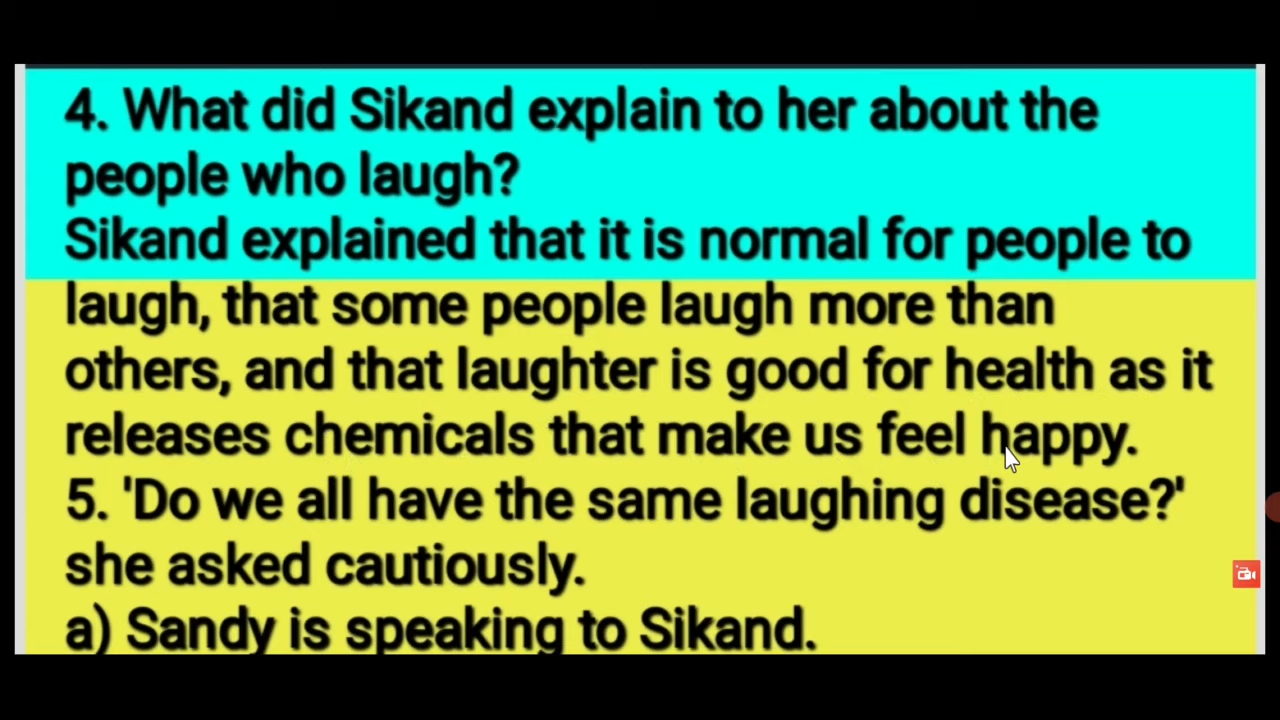 4. What did Sikand explain to her about the
people who laugh?
Sikand explained that it is normal for people to
laugh, that some people laugh more than
others, and that laughter is good for health as it
releases chemicals that make us feel happy.
5. 'Do we all have the same laughing disease?'
she asked cautiously.
a) Sandy is speaking to Sikand.